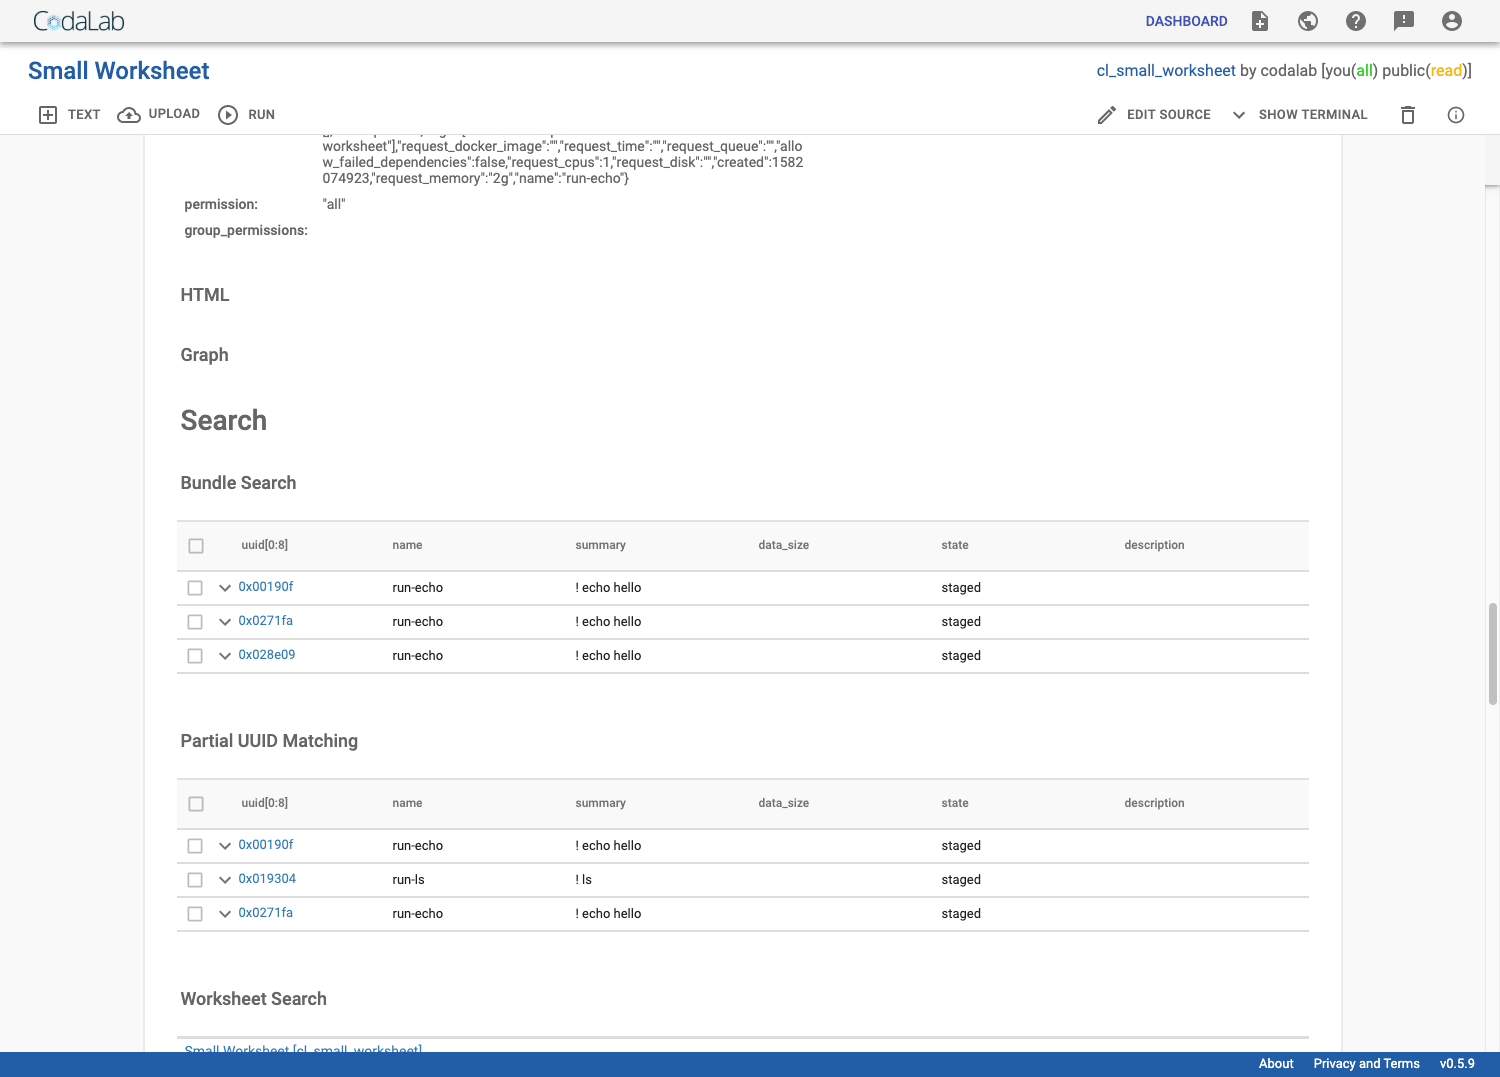 CodaLab
DASHBOARD
Small Worksheet
cl_small_worksheet by codalab [you(all) public(read)]
TEXT
UPLOAD
RUN
EDIT SOURCE
SHOW TERMINAL
worksheet"],"request_docker_image":"","request_time":"","request_queue":"","allo
w_failed_dependencies":false,"request_cpus":1,"request_disk":"","created":1582
074923,"request_memory":"2g","name":"run-echo"}
permission: "all"
group_permissions:
HTML
Graph
Search
Bundle Search
uuid[0:8] name summary data_size state description
0x00190f run-echo ! echo hello staged
0x0271fa run-echo ! echo hello staged
0x028e09 run-echo ! echo hello staged
Partial UUID Matching
uuid[0:8] name summary data_size state description
0x00190f run-echo ! echo hello staged
0x019304 run-ls ! ls staged
0x0271fa run-echo ! echo hello staged
Worksheet Search
Small Worksheet [cl_small_worksheet]
About Privacy and Terms v0.5.9